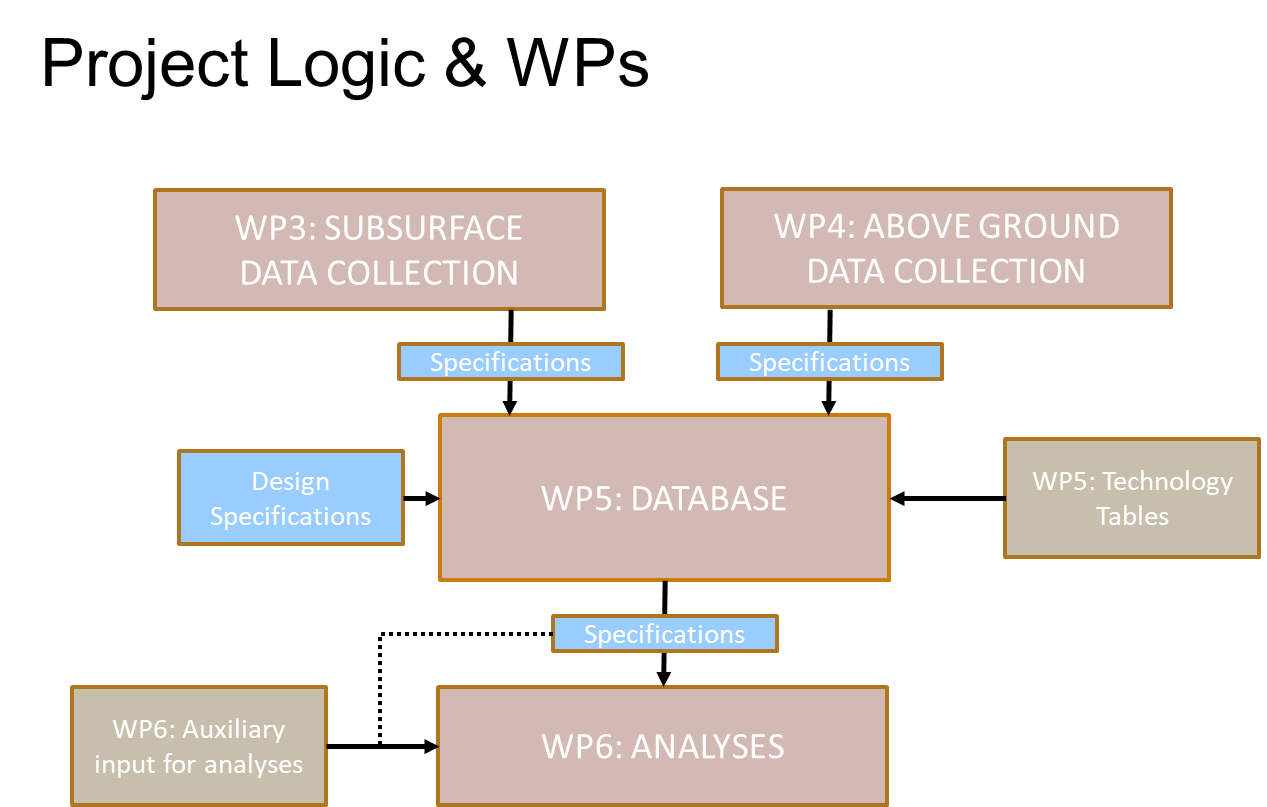 Project Logic & WPs
WP3: SUBSURFACE
DATA COLLECTION
WP4: ABOVE GROUND
DATA COLLECTION
Specifications
Specifications
Design
Specifications
WP5: DATABASE
WP5: Technology
Tables
Specifications
WP6: Auxiliary
input for analyses
WP6: ANALYSES